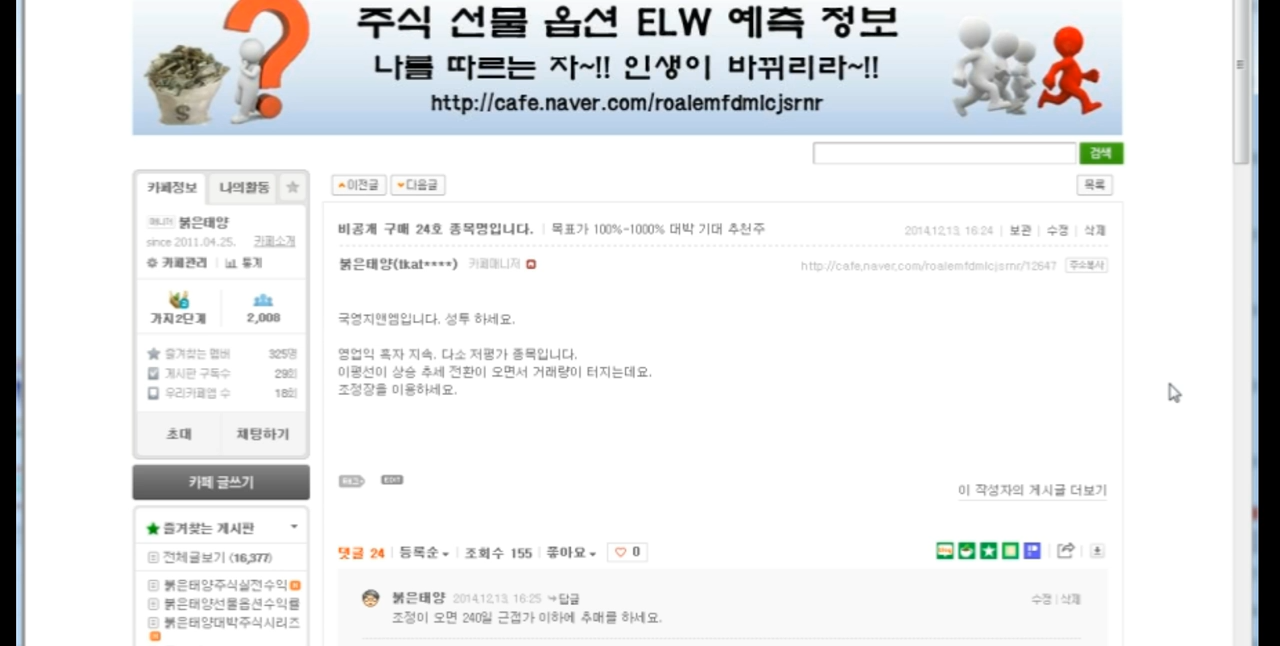 주식 선물 옵션 ELW 예측 정보
나를 따르는 자~!! 인생이 바뀌리라~!!
http://cafe.naver.com/roalemfdmlcjsrnr
검색
카페정보 나의활동
이전글 다음글 목록
매니저 붉은태양
since 2011.04.25. 카페소개
카페관리 통계
가지2단계 2,008
즐겨찾는 멤버 325명
게시판 구독수 29회
우리카페앱 수 18회
초대 채팅하기
카페 글쓰기
즐겨찾는 게시판
전체글보기 (16,377)
붉은태양주식실전수익
붉은태양선물옵션수익률
붉은태양대박주식시리즈
비공개 구매 24호 종목명입니다. | 목표가 100%-1000% 대박 기대 추천주 2014.12.13. 16:24 | 보관 | 수정 | 삭제
붉은태양(tkat****) 카페매니저 http://cafe.naver.com/roalemfdmlcjsrnr/12647 주소복사
국영지앤엠입니다. 성투 하세요.
영업익 흑자 지속. 다소 저평가 종목입니다.
이평선이 상승 추세 전환이 오면서 거래량이 터지는데요.
조정장을 이용하세요.
태그 EDIT
이 작성자의 게시글 더보기
댓글 24 | 등록순 | 조회수 155 | 좋아요 0
붉은태양 2014.12.13. 16:25 답글 수정 | 삭제
조정이 오면 240일 근접가 이하에 추매를 하세요.